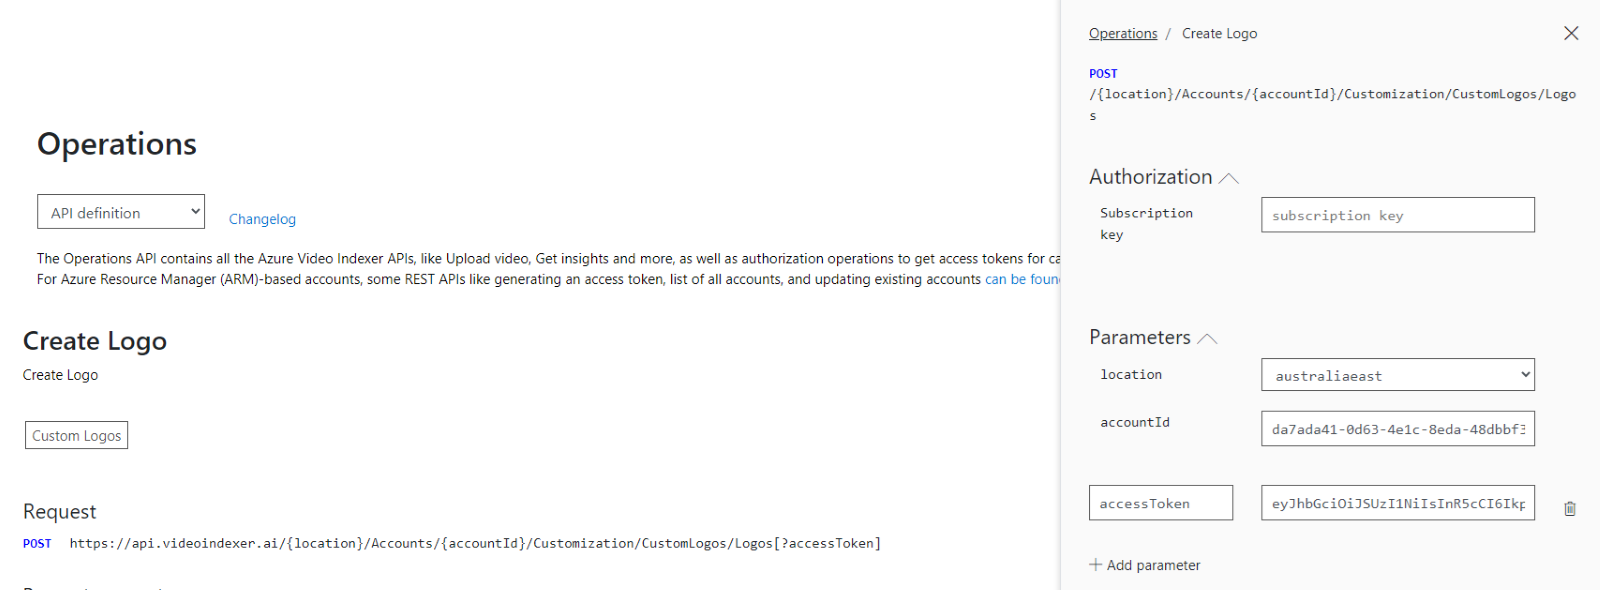 Operations
API definition
Changelog
The Operations API contains all the Azure Video Indexer APIs, like Upload video, Get insights and more, as well as authorization operations to get access tokens for ca
For Azure Resource Manager (ARM)-based accounts, some REST APIs like generating an access token, list of all accounts, and updating existing accounts can be foun
Create Logo
Create Logo
Custom Logos
Request
POST https://api.videoindexer.ai/{location}/Accounts/{accountId}/Customization/CustomLogos/Logos[?accessToken]
Operations / Create Logo
POST
/{location}/Accounts/{accountId}/Customization/CustomLogos/Logo
s
Authorization
Subscription
key
subscription key
Parameters
location
australiaeast
accountId
da7ada41-0d63-4e1c-8eda-48dbbf3
accessToken
eyJhbGciOiJSUzI1NiIsInR5cCI6Ikp
Add parameter